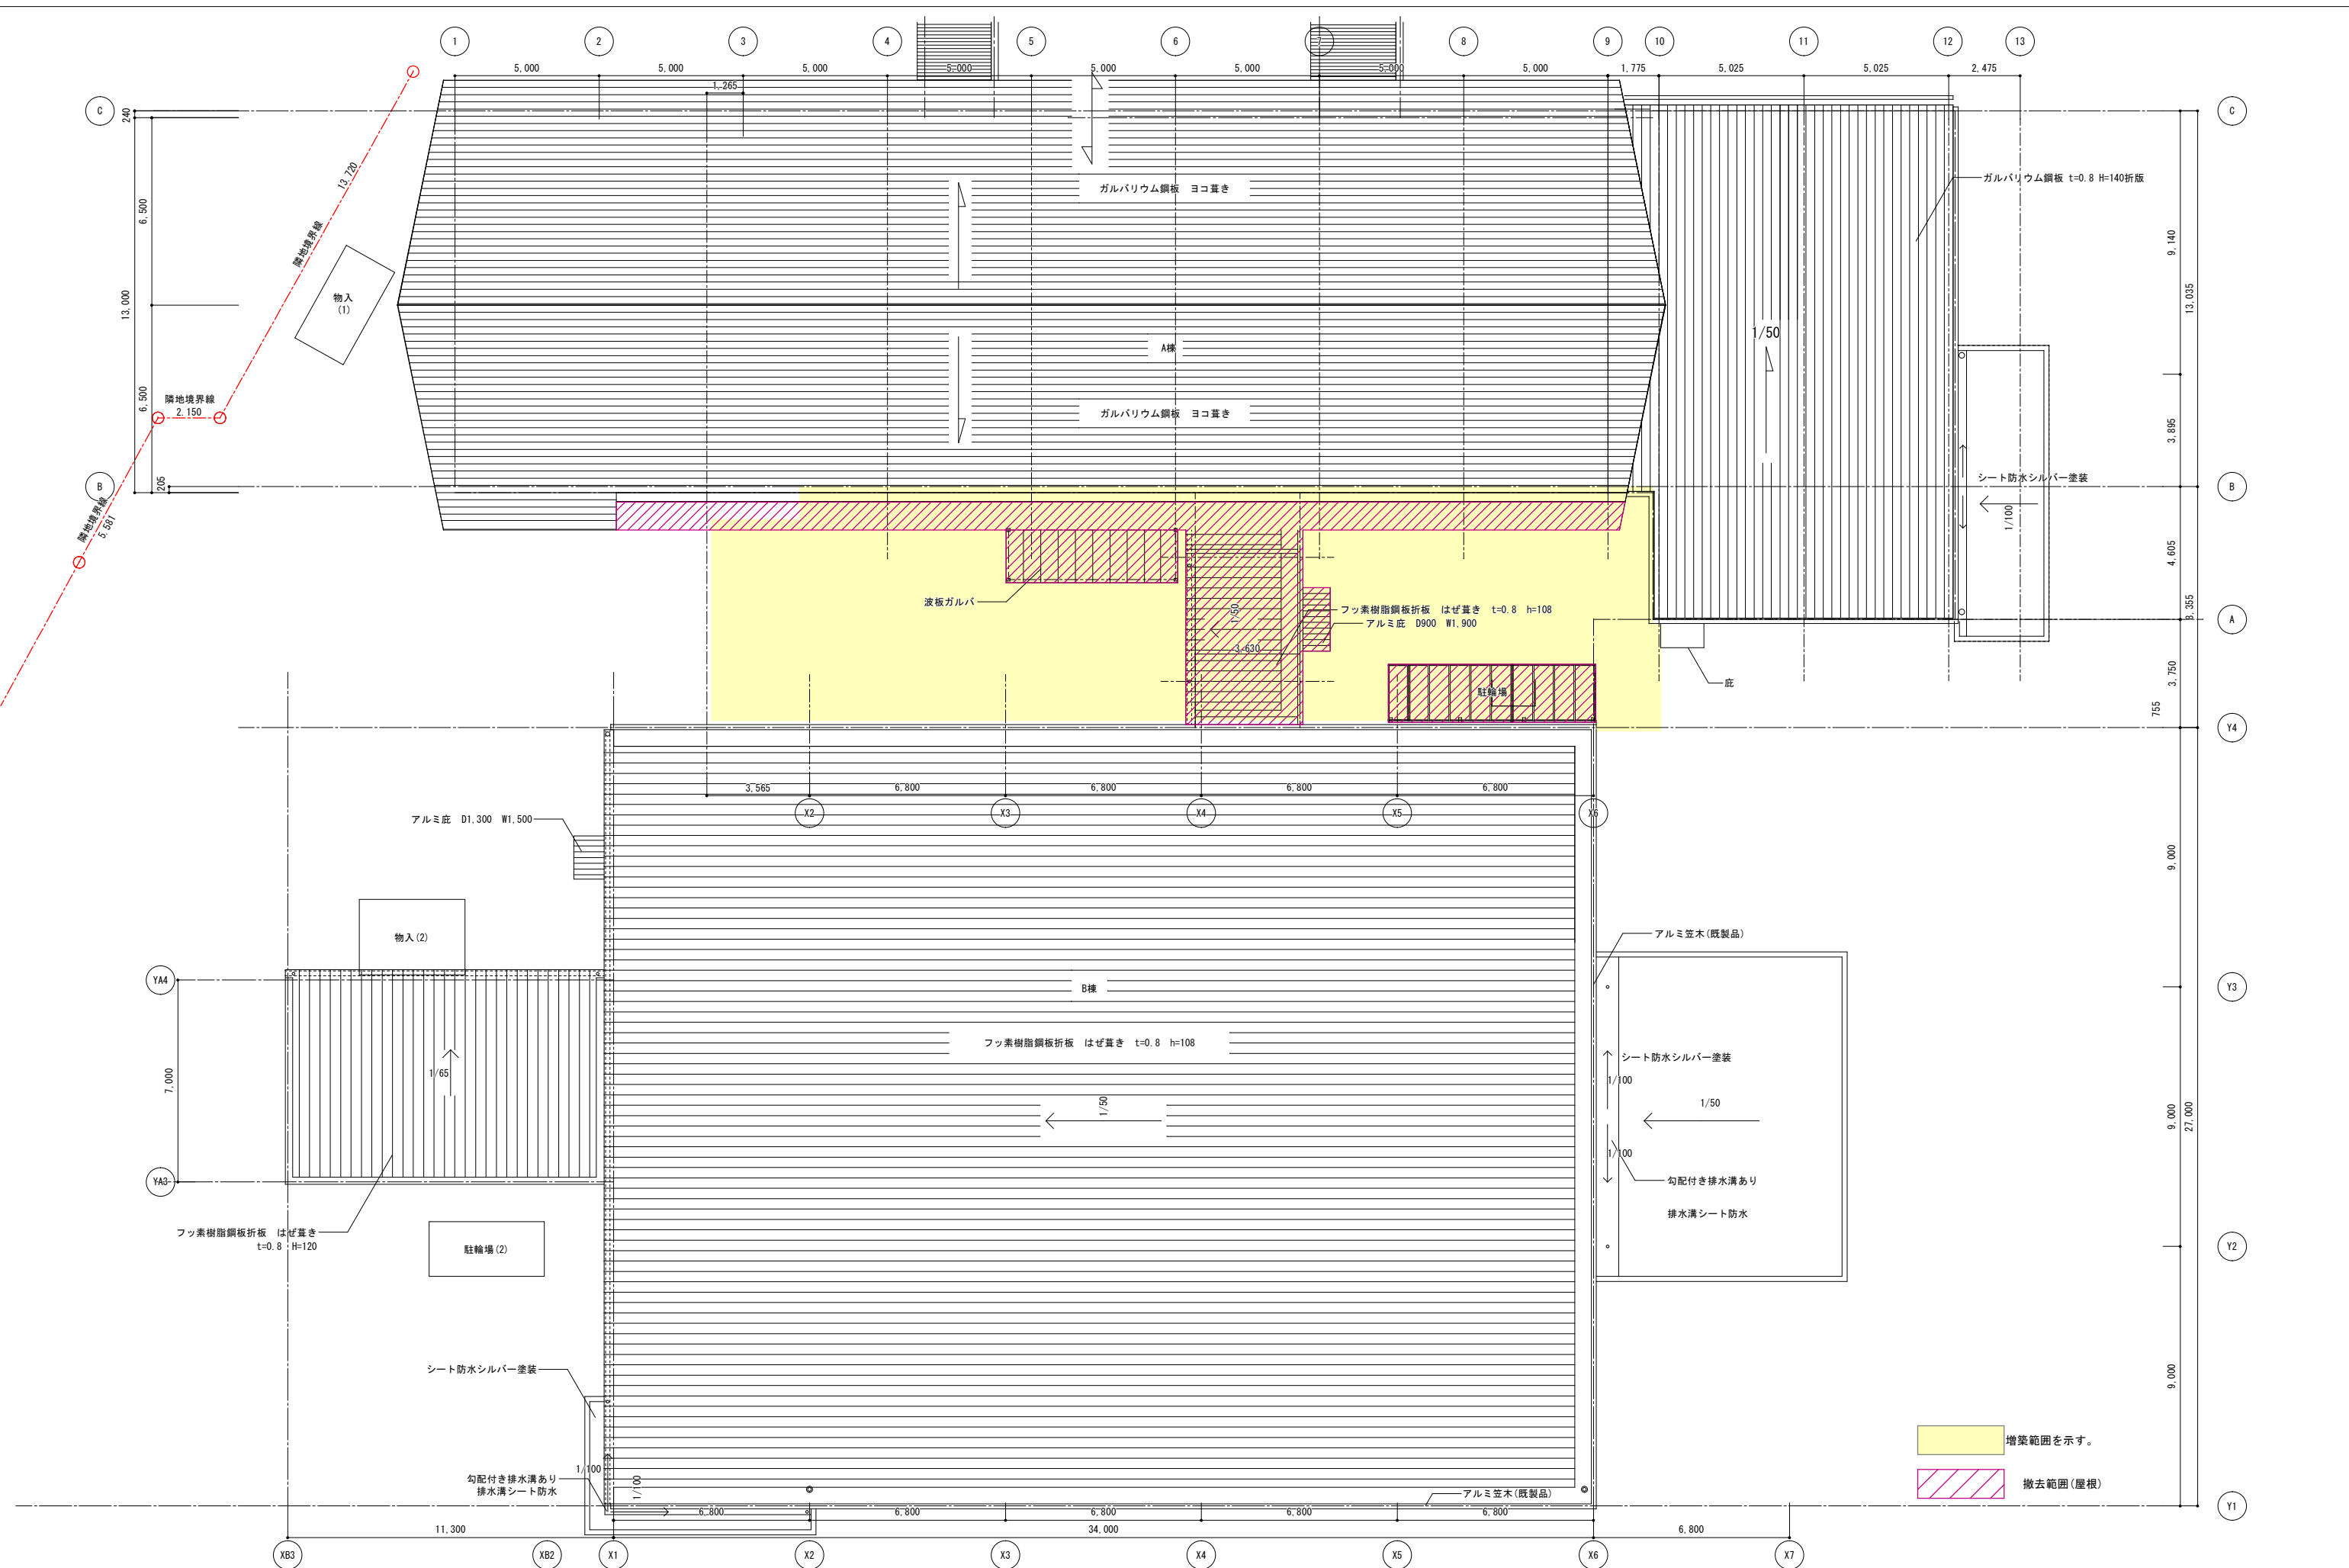 1 2 3 4 5 6 7 8 9 10 11 12 13
5,000 5,000 5,000 5,000 5,000 5,000 5,000 5,000 1,775 5,025 5,025 2,475
1,265
C
240
C
13,720
隣地境界線
ガルバリウム鋼板 ヨコ葺き
ガルバリウム鋼板 t=0.8 H=140折版
6,500
9,140
物入
(1)
13,000
13,035
1/50
A棟
6,500
隣地境界線
2.150
ガルバリウム鋼板 ヨコ葺き
3,895
シート防水シルバー塗装
1/100
B
205
B
隣地境界線
5.581
4,605
波板ガルバ
1/50
3,630
フッ素樹脂鋼板折板 はぜ葺き t=0.8 h=108
アルミ庇 D900 W1,900
8,355
A
駐輪場
庇
3,750
755
Y4
3,565 6,800 6,800 6,800 6,800
X2 X3 X4 X5 X6
アルミ庇 D1,300 W1,500
9,000
物入(2)
アルミ笠木(既製品)
YA4
B棟
Y3
フッ素樹脂鋼板折板 はぜ葺き t=0.8 h=108
1/65
7,000
シート防水シルバー塗装
1/100
1/50
1/50
9,000
27,000
1/100
YA3
勾配付き排水溝あり
排水溝シート防水
フッ素樹脂鋼板折板 はぜ葺き
t=0.8 H=120
駐輪場(2)
Y2
シート防水シルバー塗装
9,000
増築範囲を示す。
1/100
勾配付き排水溝あり
排水溝シート防水
1/100
撤去範囲(屋根)
アルミ笠木(既製品)
Y1
6,800 6,800 6,800 6,800 6,800
11,300 34,000 6,800
XB3 XB2 X1 X2 X3 X4 X5 X6 X7